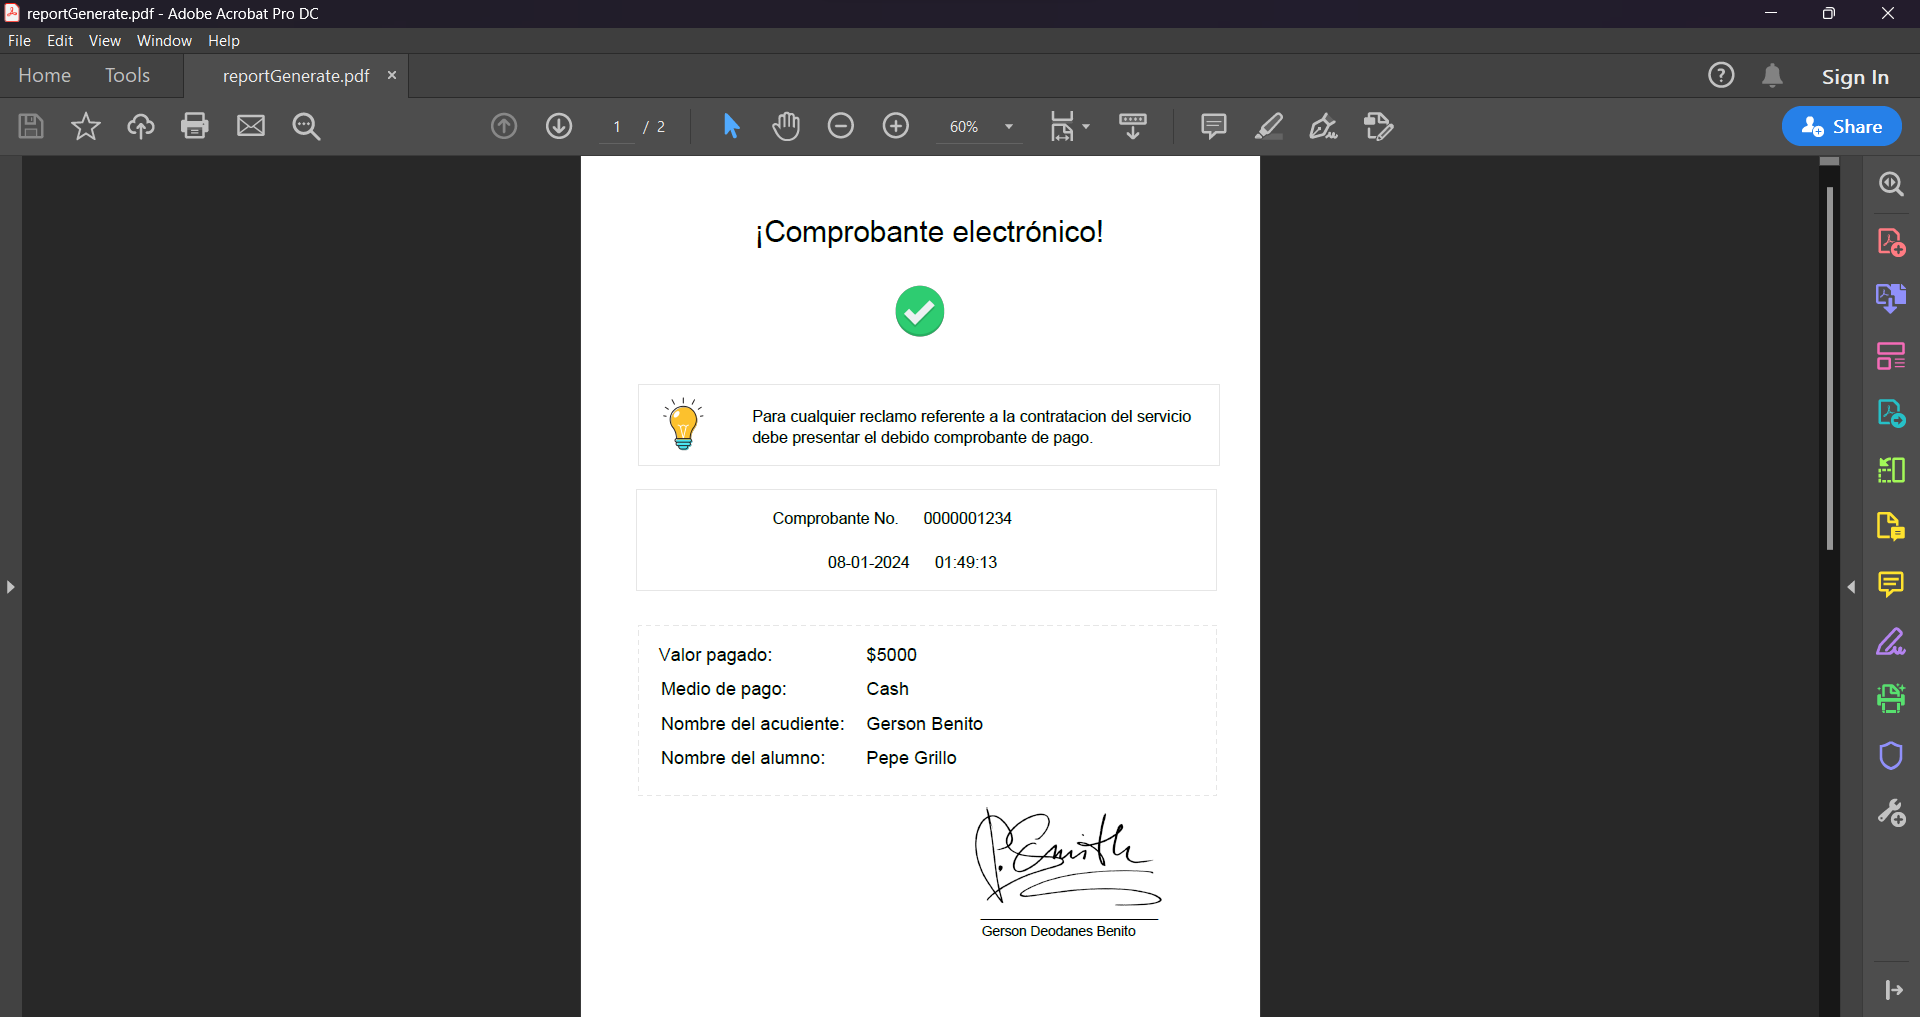 reportGenerate.pdf - Adobe Acrobat Pro DC
File Edit View Window Help
Home Tools reportGenerate.pdf × Sign In
1 / 2 60% Share
¡Comprobante electrónico!
Para cualquier reclamo referente a la contratacion del servicio
debe presentar el debido comprobante de pago.
Comprobante No. 0000001234
08-01-2024 01:49:13
Valor pagado: $5000
Medio de pago: Cash
Nombre del acudiente: Gerson Benito
Nombre del alumno: Pepe Grillo
P.Smith
Gerson Deodanes Benito